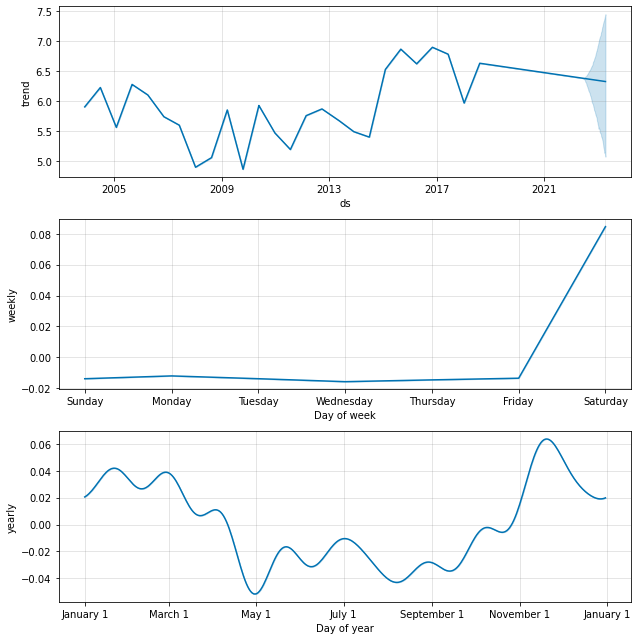 7.5
7.0
6.5
6.0
5.5
5.0
trend
2005 2009 2013 2017 2021
ds
0.08
0.06
0.04
0.02
0.00
−0.02
weekly
Sunday Monday Tuesday Wednesday Thursday Friday Saturday
Day of week
0.06
0.04
0.02
0.00
−0.02
−0.04
yearly
January 1 March 1 May 1 July 1 September 1 November 1 January 1
Day of year